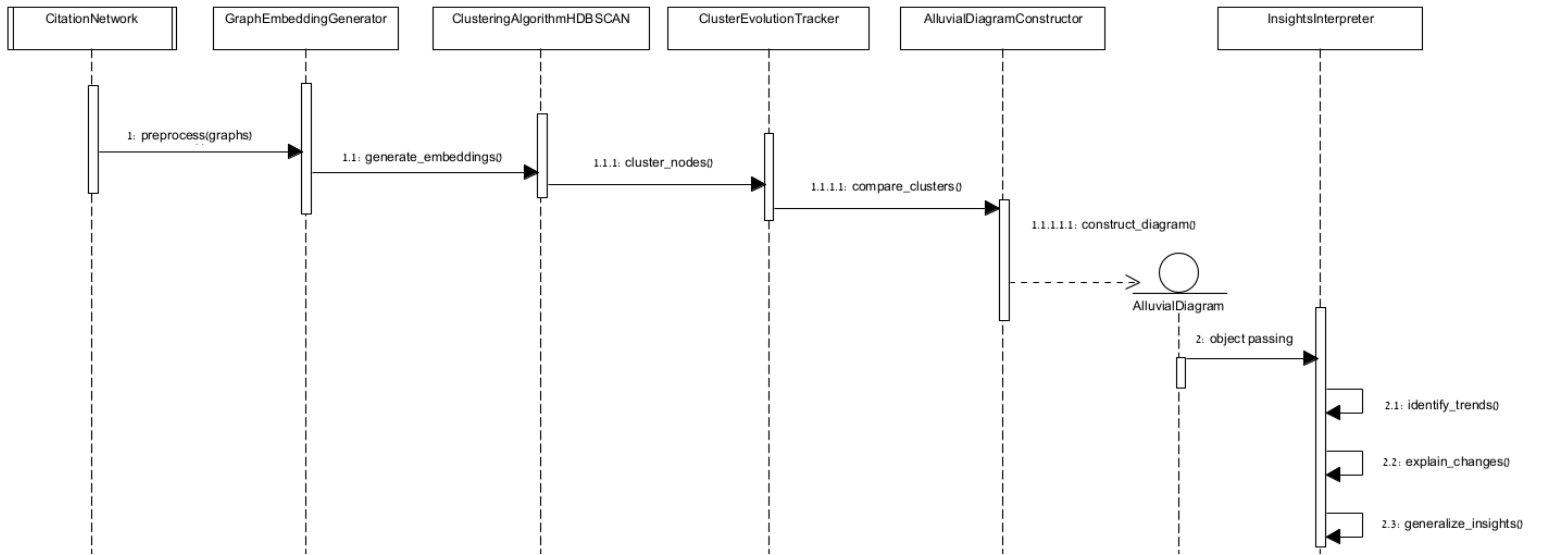 CitationNetwork
GraphEmbeddingGenerator
ClusteringAlgorithmHDBSCAN
ClusterEvolutionTracker
AlluvialDiagramConstructor
InsightsInterpreter
1: preprocess(graphs)
1.1: generate_embeddings()
1.1.1: cluster_nodes()
1.1.1.1: compare_clusters()
1.1.1.1.1: construct_diagram()
AlluvialDiagram
2: object passing
2.1: identify_trends()
2.2: explain_changes()
2.3: generalize_insights()